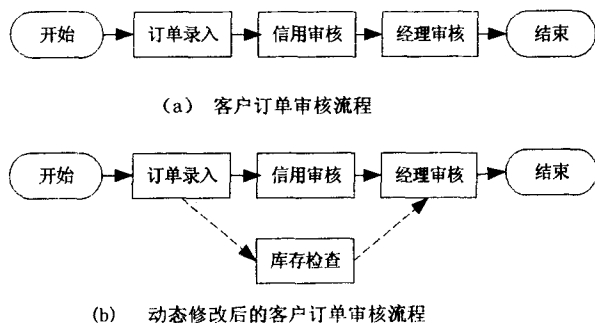 开始 订单录入 信用审核 经理审核 结束
(a) 客户订单审核流程
开始 订单录入 信用审核 经理审核 结束
库存检查
(b) 动态修改后的客户订单审核流程